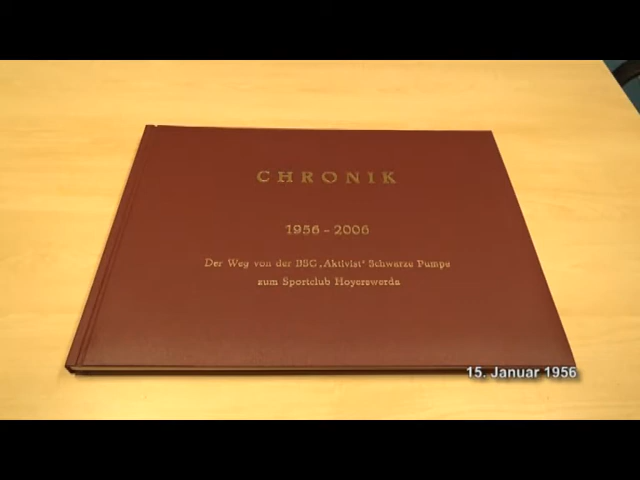 CHRONIK
1956 - 2006
Der Weg von der BSG „Aktivist“ Schwarze Pumpe
zum Sportclub Hoyerswerda
15. Januar 1956